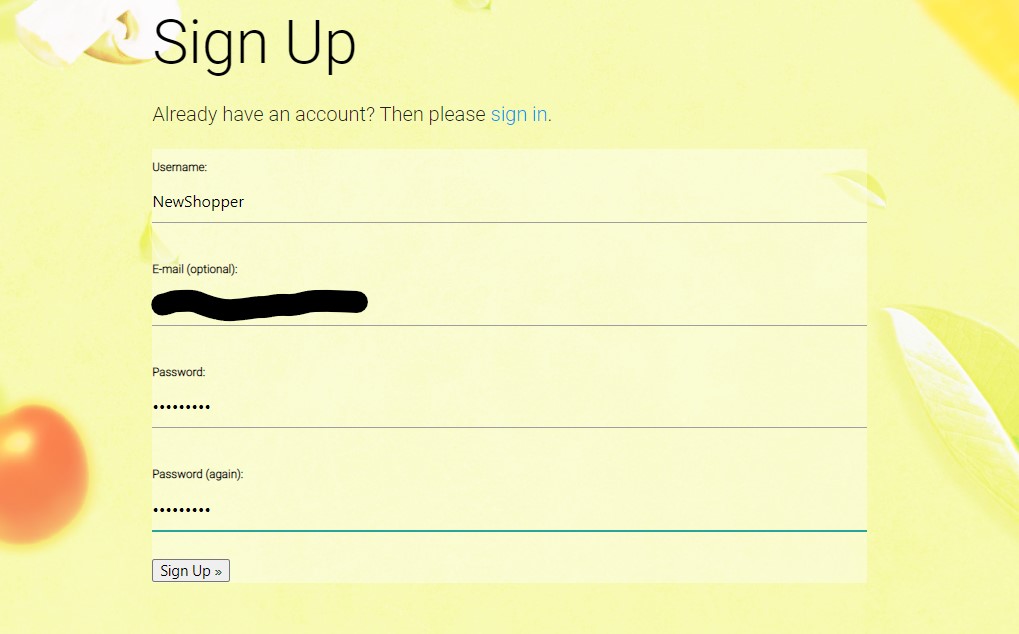 Sign Up
Already have an account? Then please sign in.
Username:
NewShopper
E-mail (optional):
Password:
•••••••••
Password (again):
•••••••••
Sign Up »